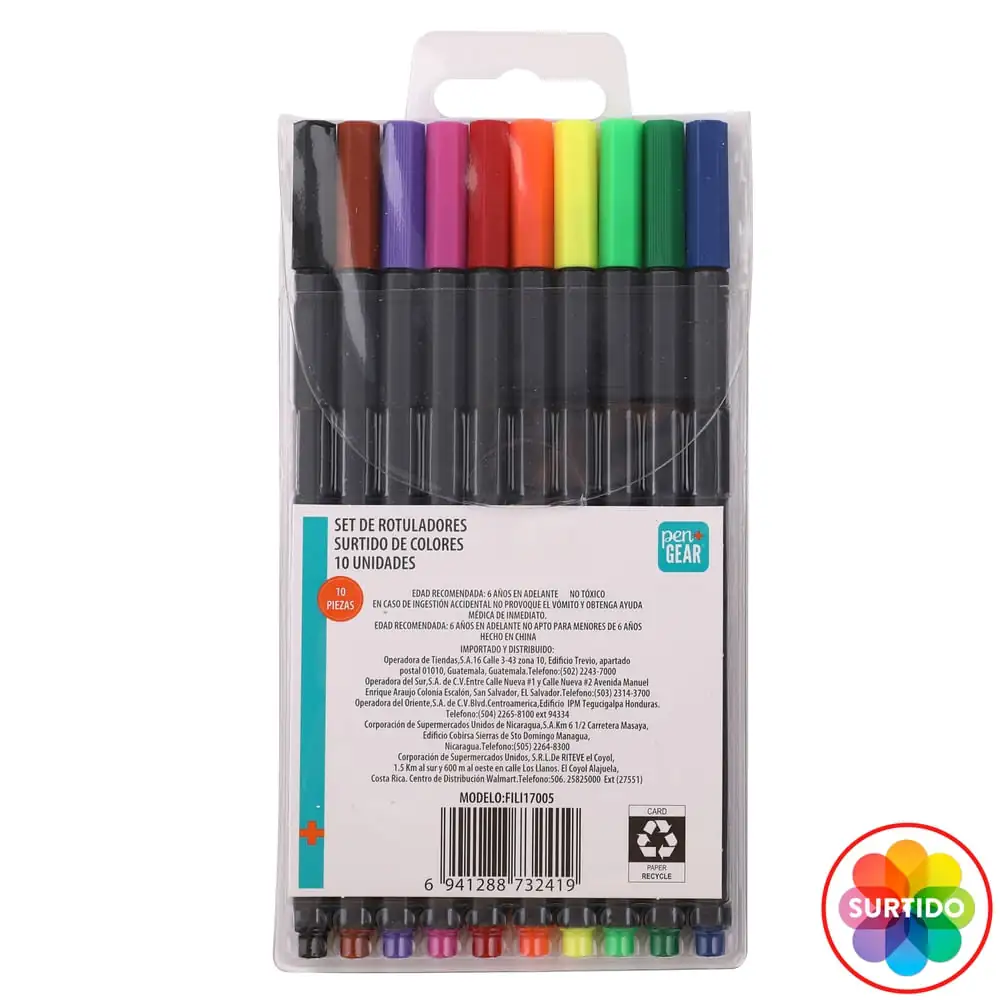 SET DE ROTULADORES
SURTIDO DE COLORES
10 UNIDADES
pen+
GEAR
10
PIEZAS
EDAD RECOMENDADA: 6 AÑOS EN ADELANTE NO TÓXICO
EN CASO DE INGESTIÓN ACCIDENTAL NO PROVOQUE EL VÓMITO Y OBTENGA AYUDA
MÉDICA DE INMEDIATO.
EDAD RECOMENDADA: 6 AÑOS EN ADELANTE NO APTO PARA MENORES DE 6 AÑOS
HECHO EN CHINA
IMPORTADO Y DISTRIBUIDO:
Operadora de Tiendas,S.A.16 Calle 3-43 zona 10, Edificio Trevio, apartado
postal 01010, Guatemala, Guatemala.Telefono:(502) 2243-7000
Operadora del Sur,S.A. de C.V.Entre Calle Nueva #1 y Calle Nueva #2 Avenida Manuel
Enrique Araujo Colonia Escalón, San Salvador, EL Salvador.Telefono:(503) 2314-3700
Operadora del Oriente,S.A. de C.V.Blvd.Centroamerica,Edificio IPM Tegucigalpa Honduras.
Telefono:(504) 2265-8100 ext 94334
Corporación de Supermercados Unidos de Nicaragua,S.A.Km 6 1/2 Carretera Masaya,
Edificio Cobirsa Sierras de Sto Domingo Managua,
Nicaragua.Telefono:(505) 2264-8300
Corporación de Supermercados Unidos, S.R.L.De RITEVE el Coyol,
1.5 Km al sur y 600 m al oeste en calle Los Llanos. El Coyol Alajuela,
Costa Rica. Centro de Distribución Walmart.Telefono:506. 25825000 Ext (27551)
MODELO:FILI17005
6 941288 732419
CARD
PAPER
RECYCLE
SURTIDO